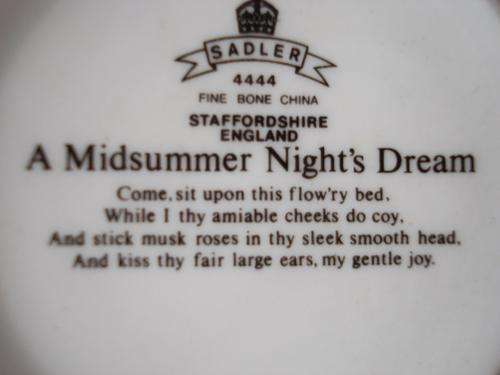 SADLER
4444
FINE BONE CHINA
STAFFORDSHIRE
ENGLAND
A Midsummer Night's Dream
Come, sit upon this flow'ry bed,
While I thy amiable cheeks do coy,
And stick musk roses in thy sleek smooth head,
And kiss thy fair large ears, my gentle joy.